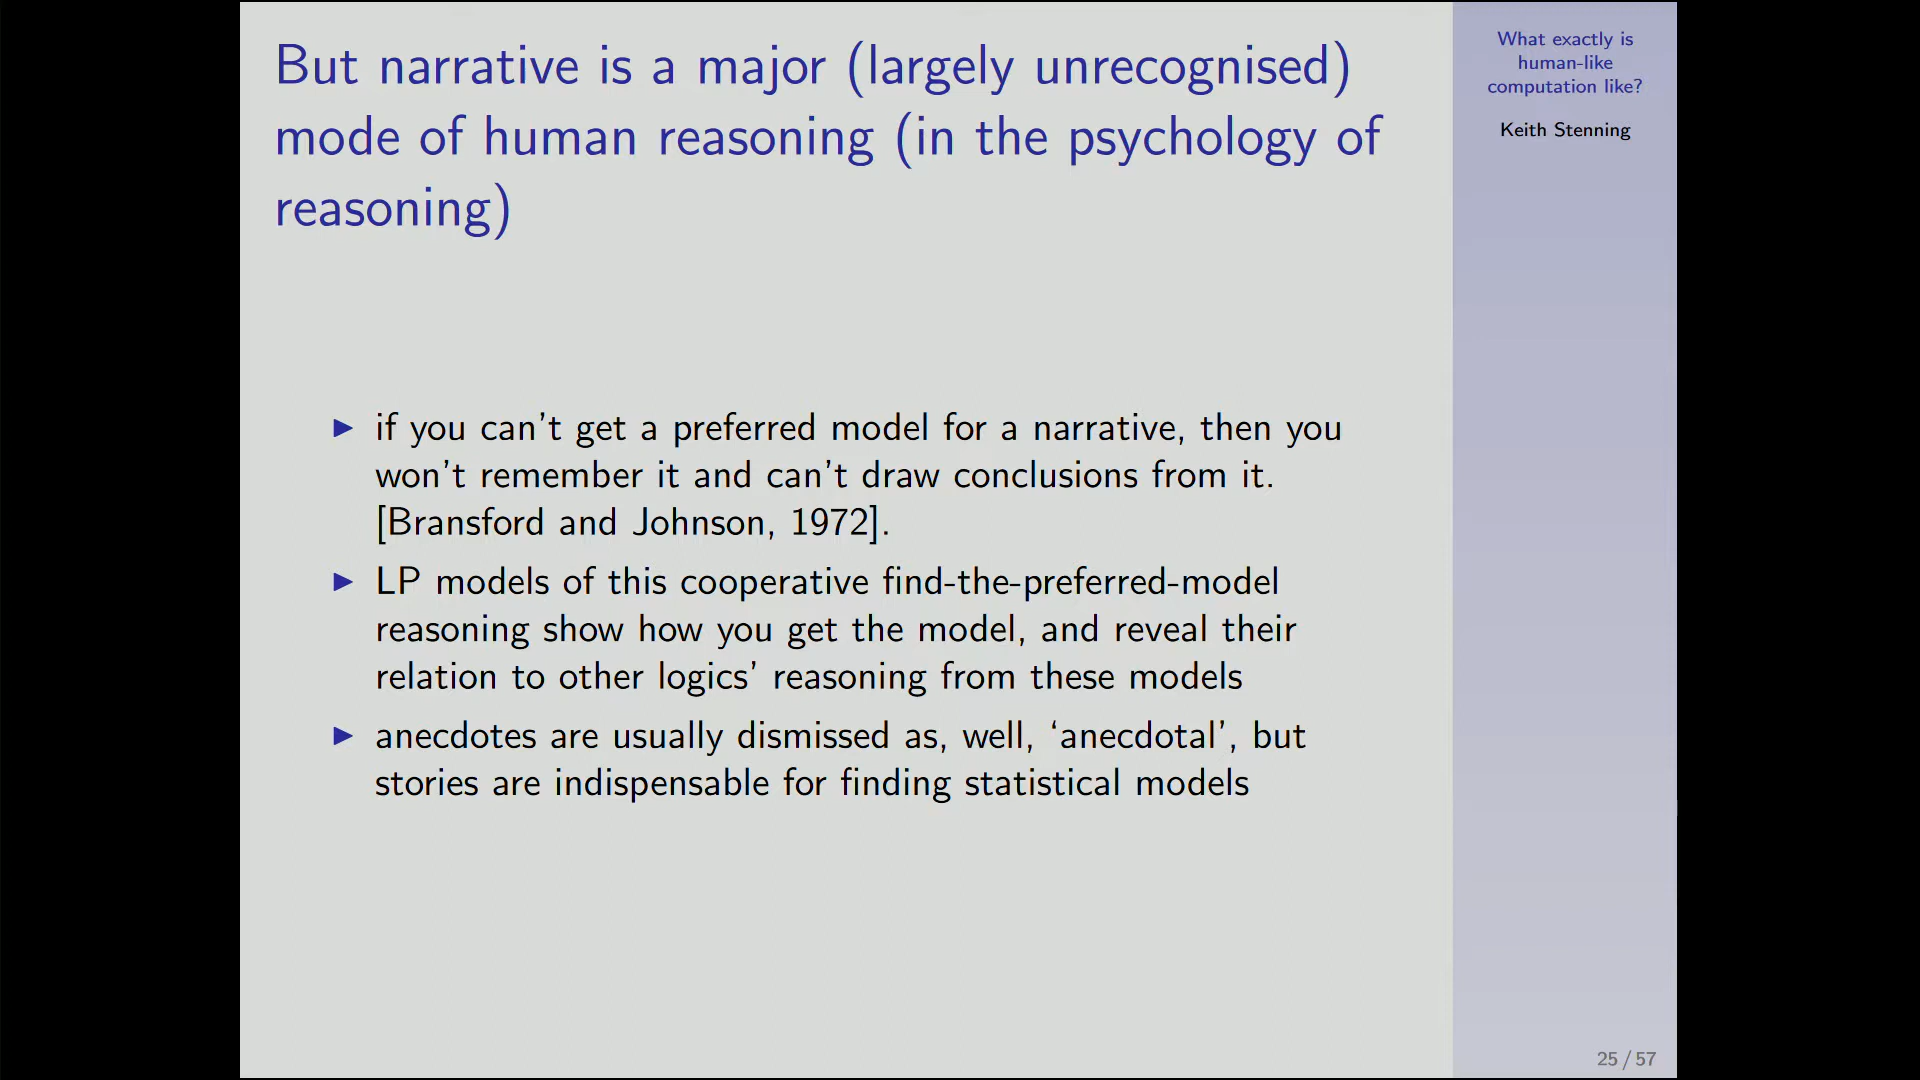 But narrative is a major (largely unrecognised)
mode of human reasoning (in the psychology of
reasoning)
▶ if you can't get a preferred model for a narrative, then you
won't remember it and can't draw conclusions from it.
[Bransford and Johnson, 1972].
▶ LP models of this cooperative find-the-preferred-model
reasoning show how you get the model, and reveal their
relation to other logics' reasoning from these models
▶ anecdotes are usually dismissed as, well, ‘anecdotal’, but
stories are indispensable for finding statistical models
What exactly is
human-like
computation like?
Keith Stenning
25 / 57